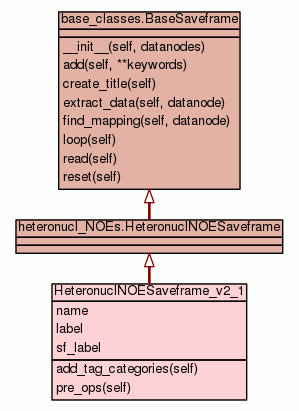 base_classes.BaseSaveframe
__init__(self, datanodes)
add(self, **keywords)
create_title(self)
extract_data(self, datanode)
find_mapping(self, datanode)
loop(self)
read(self)
reset(self)
heteronucl_NOEs.HeteronuclNOESaveframe
HeteronuclNOESaveframe_v2_1
name
label
sf_label
add_tag_categories(self)
pre_ops(self)